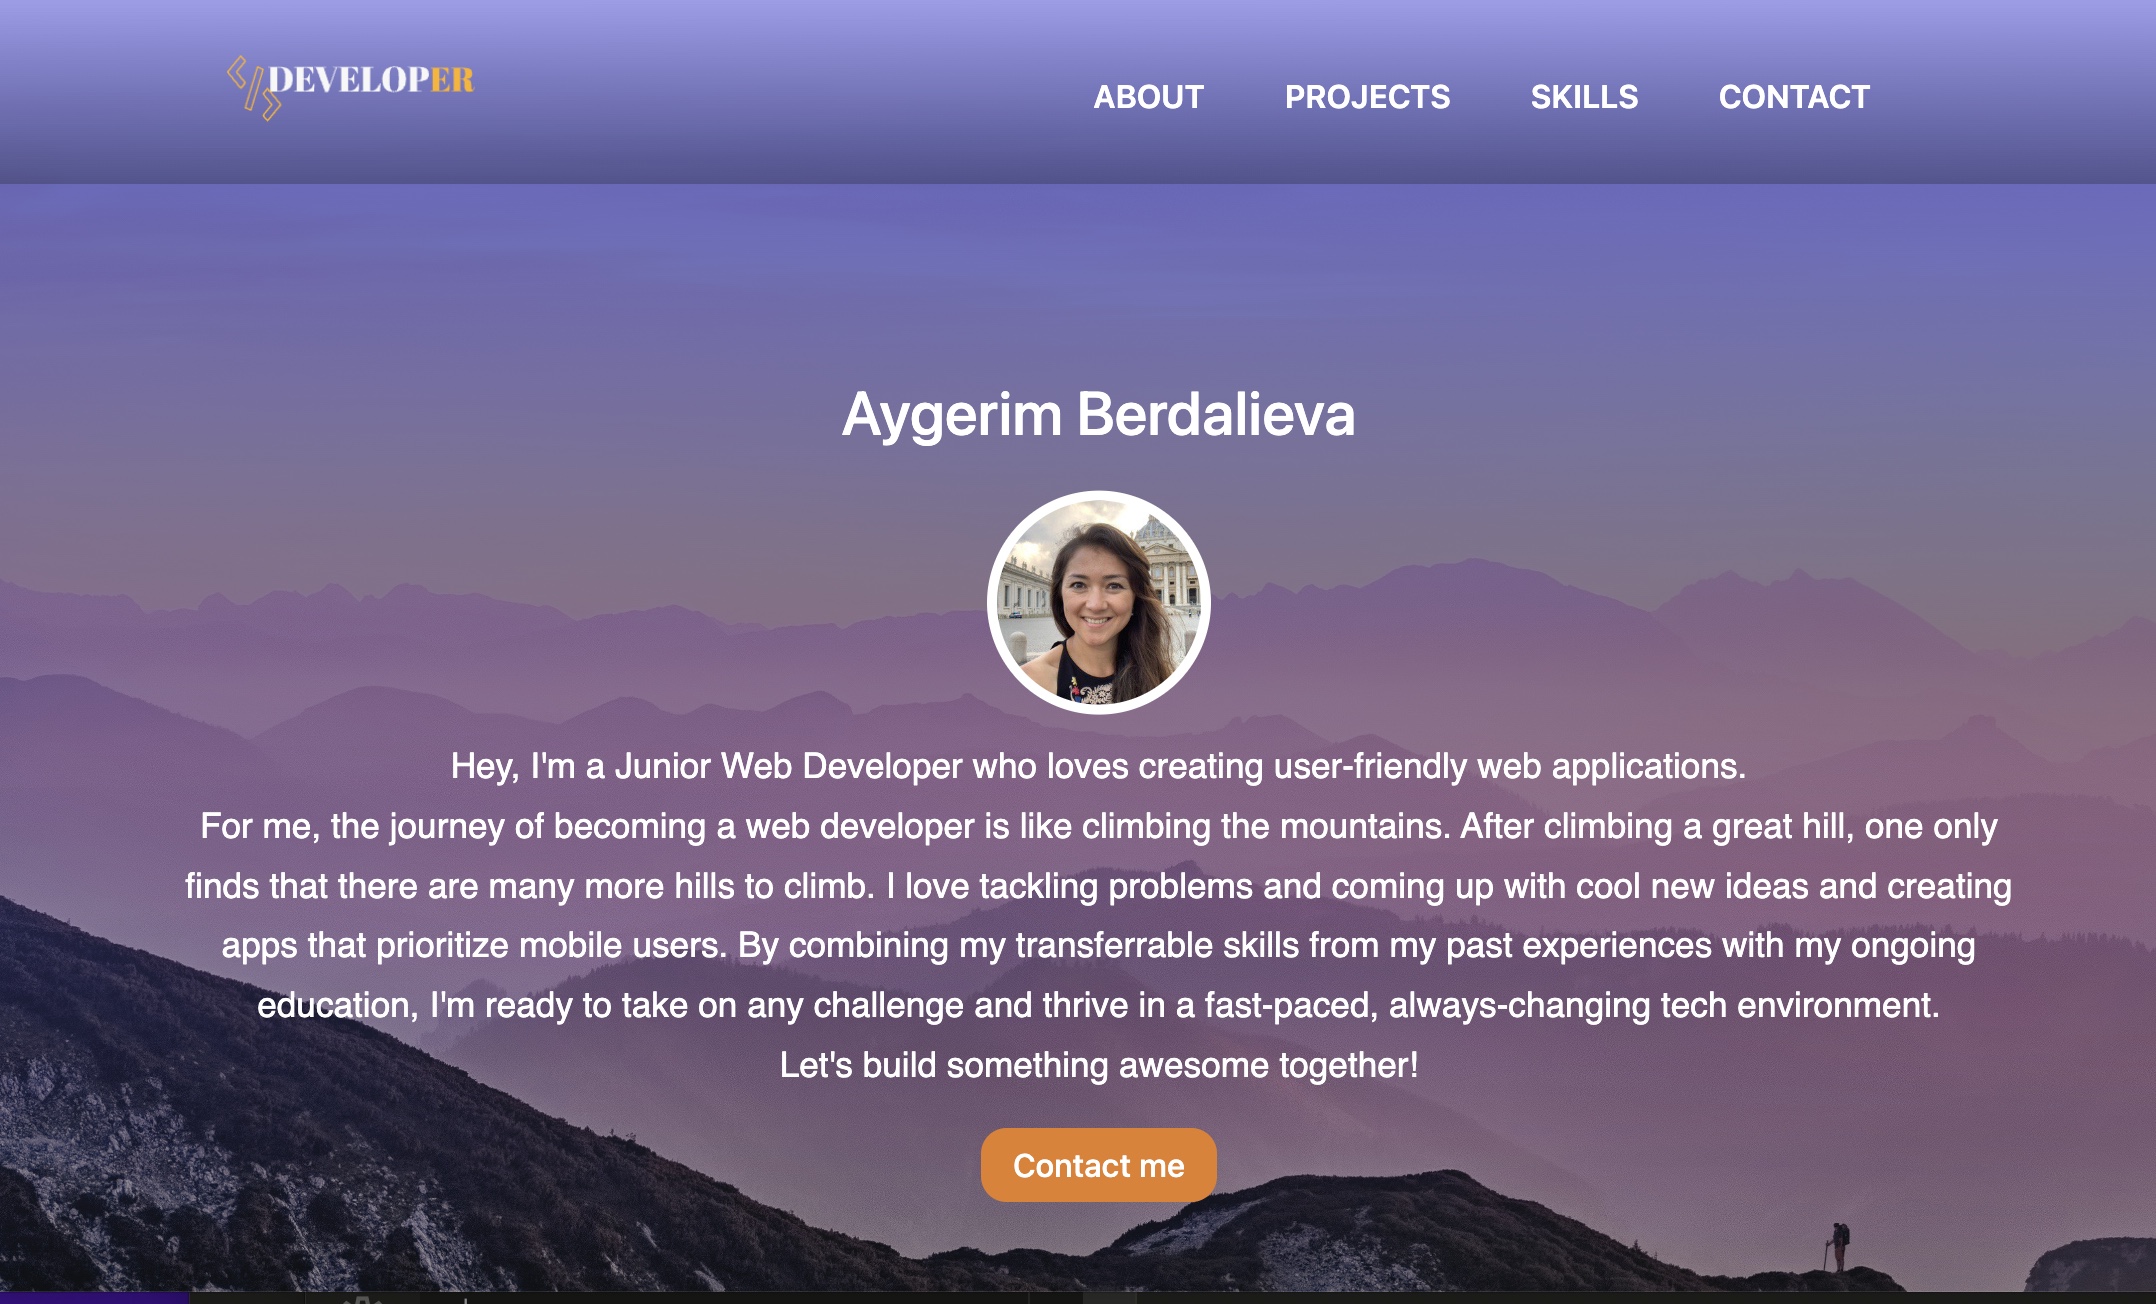 DEVELOPER
ABOUT PROJECTS SKILLS CONTACT
Aygerim Berdalieva
Hey, I'm a Junior Web Developer who loves creating user-friendly web applications.
For me, the journey of becoming a web developer is like climbing the mountains. After climbing a great hill, one only
finds that there are many more hills to climb. I love tackling problems and coming up with cool new ideas and creating
apps that prioritize mobile users. By combining my transferrable skills from my past experiences with my ongoing
education, I'm ready to take on any challenge and thrive in a fast-paced, always-changing tech environment.
Let's build something awesome together!
Contact me